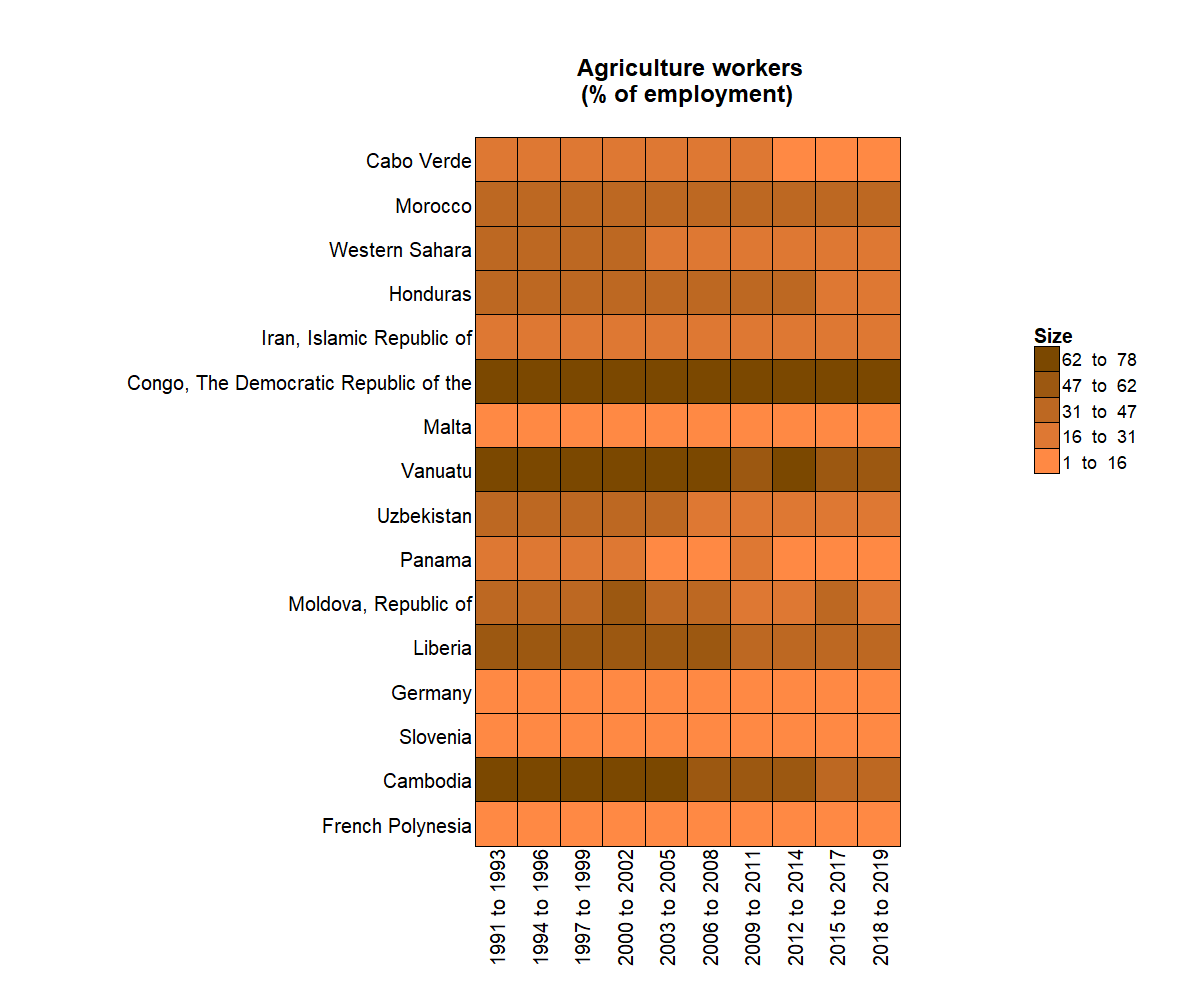 Agriculture workers
(% of employment)
Cabo Verde
Morocco
Western Sahara
Honduras
Iran, Islamic Republic of
Congo, The Democratic Republic of the
Malta
Vanuatu
Uzbekistan
Panama
Moldova, Republic of
Liberia
Germany
Slovenia
Cambodia
French Polynesia
1991 to 1993
1994 to 1996
1997 to 1999
2000 to 2002
2003 to 2005
2006 to 2008
2009 to 2011
2012 to 2014
2015 to 2017
2018 to 2019
Size
62 to 78
47 to 62
31 to 47
16 to 31
1 to 16